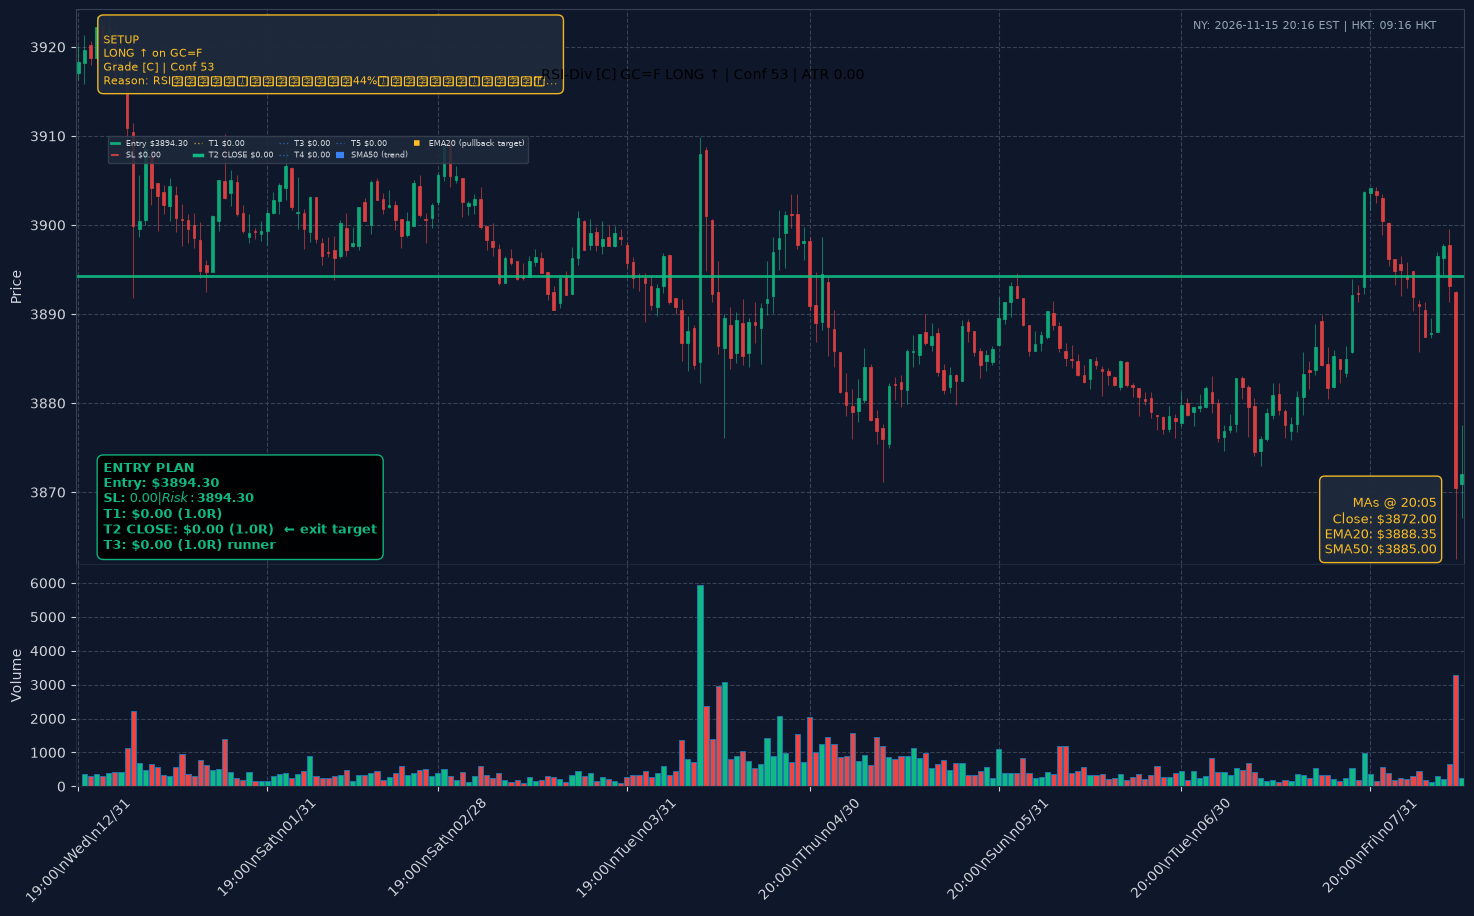 NY: 2026-11-15 20:16 EST | HKT: 09:16 HKT
SETUP
LONG ↑ on GC=F
Grade [C] | Conf 53
Reason: RSI 44% ...
RSI-Div [C] GC=F LONG ↑ | Conf 53 | ATR 0.00
Entry $3894.30
SL $0.00
T1 $0.00
T2 CLOSE $0.00
T3 $0.00
T4 $0.00
T5 $0.00
SMA50 (trend)
EMA20 (pullback target)
Price
3920
3910
3900
3890
3880
3870
ENTRY PLAN
Entry: $3894.30
SL: 0.00|Risk:3894.30
T1: $0.00 (1.0R)
T2 CLOSE: $0.00 (1.0R) ← exit target
T3: $0.00 (1.0R) runner
MAs @ 20:05
Close: $3872.00
EMA20: $3888.35
SMA50: $3885.00
Volume
6000
5000
4000
3000
2000
1000
0
19:00\nWed\n12/31
19:00\nSat\n01/31
19:00\nSat\n02/28
19:00\nTue\n03/31
20:00\nThu\n04/30
20:00\nSun\n05/31
20:00\nTue\n06/30
20:00\nFri\n07/31